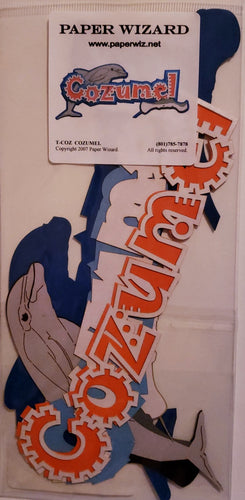 PAPER WIZARD
www.paperwiz.net
Cozumel
T-COZ COZUMEL (801)785-7878
Copyright 2007 Paper Wizard All rights reserved.
Cozumel